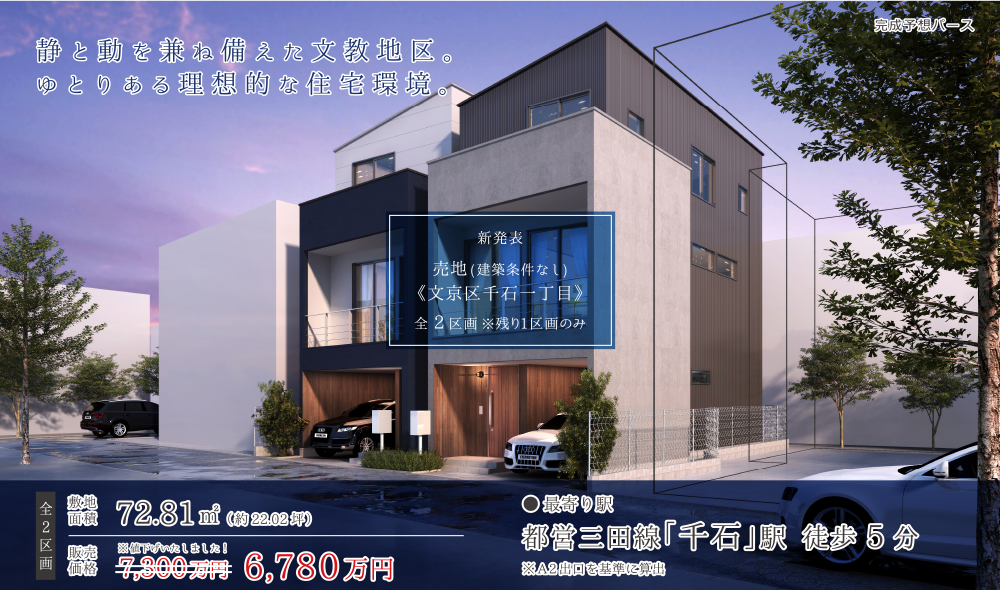 完成予想パース
静と動を兼ね備えた文教地区。
ゆとりある理想的な住宅環境。
新発表
売地(建築条件なし)
《文京区千石一丁目》
全2区画※残り1区画のみ
全2区画
敷地面積
72.81㎡(約22.02坪)
販売価格
※値下げいたしました!
7,300万円 6,780万円
●最寄り駅
都営三田線「千石」駅 徒歩5分
※A2出口を基準に算出